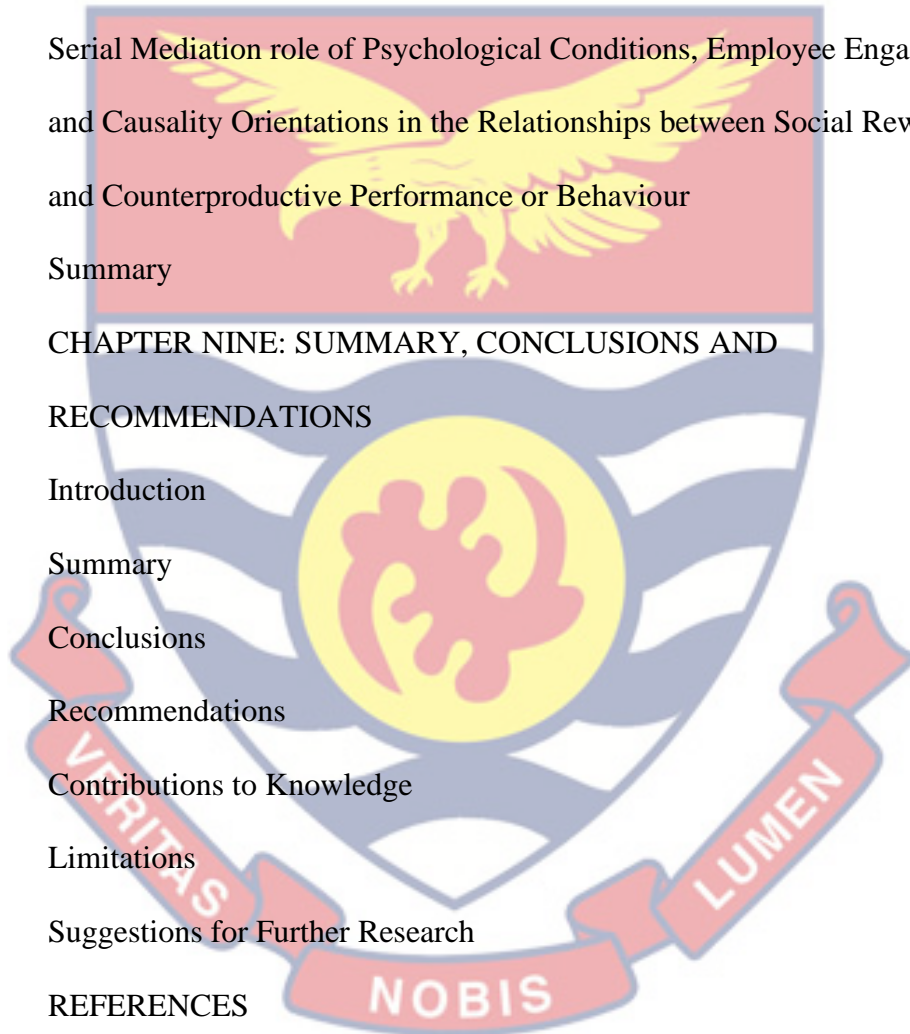 Serial Mediation role of Psychological Conditions, Employee Enga
and Causality Orientations in the Relationships between Social Rew
and Counterproductive Performance or Behaviour
Summary
CHAPTER NINE: SUMMARY, CONCLUSIONS AND
RECOMMENDATIONS
Introduction
Summary
Conclusions
Recommendations
Contributions to Knowledge
Limitations
Suggestions for Further Research
REFERENCES
VERITAS
NOBIS
LUMEN